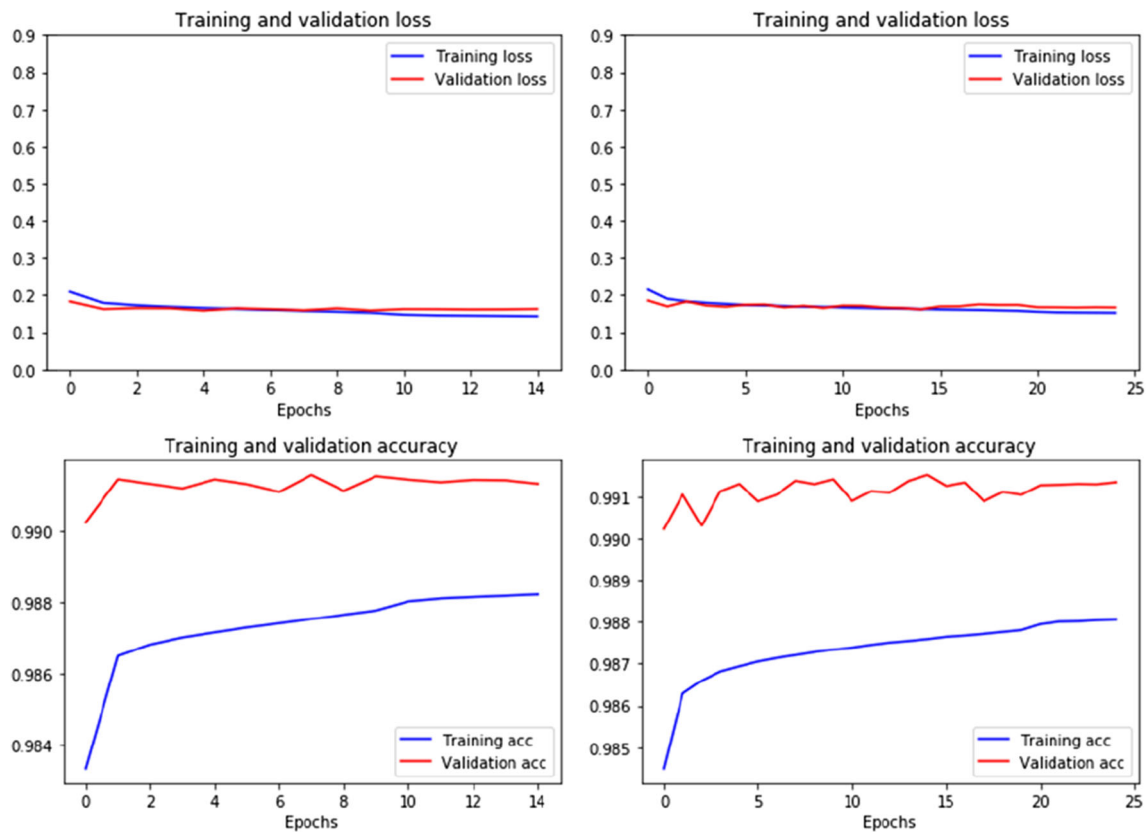 Training and validation loss
0.9
0.8
0.7
0.6
0.5
0.4
0.3
0.2
0.1
0.0
Training loss
Validation loss
0 2 4 6 8 10 12 14
Epochs
Training and validation loss
0.9
0.8
0.7
0.6
0.5
0.4
0.3
0.2
0.1
0.0
Training loss
Validation loss
0 5 10 15 20 25
Epochs
Training and validation accuracy
0.990
0.988
0.986
0.984
Training acc
Validation acc
0 2 4 6 8 10 12 14
Epochs
Training and validation accuracy
0.991
0.990
0.989
0.988
0.987
0.986
0.985
Training acc
Validation acc
0 5 10 15 20 25
Epochs